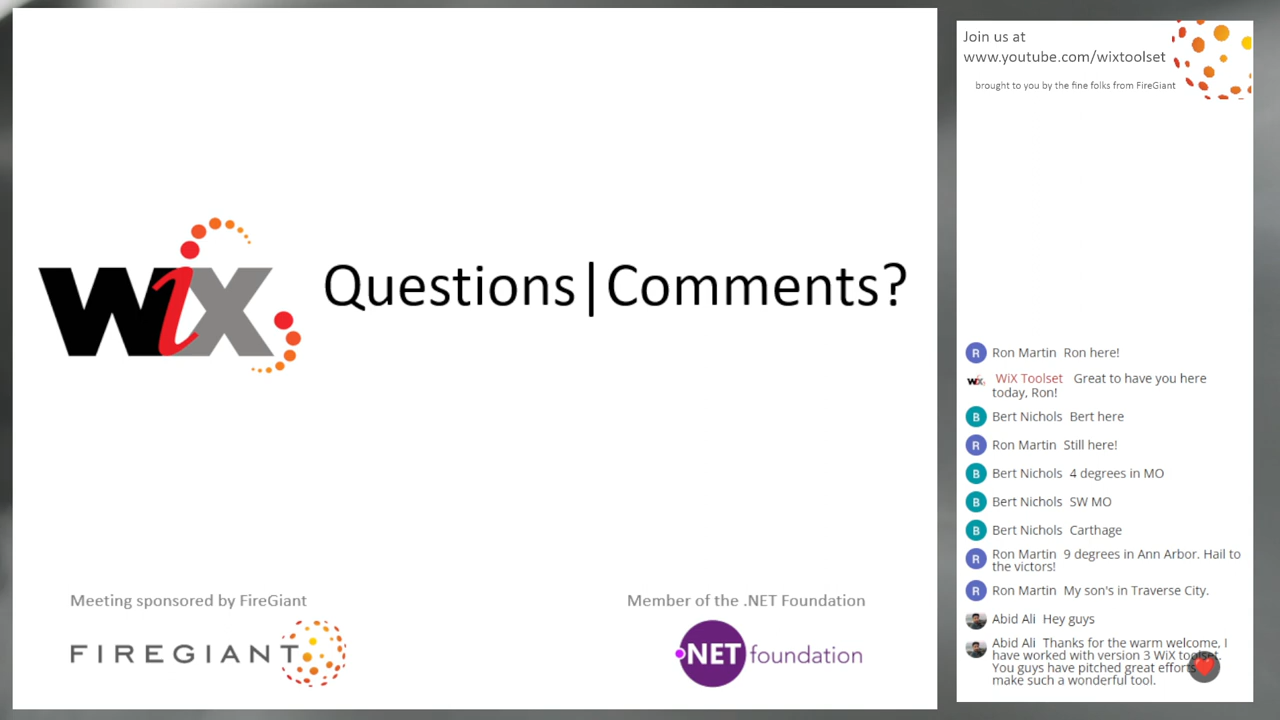 WiX
Questions|Comments?
Meeting sponsored by FireGiant
FIREGIANT
Member of the .NET Foundation
.NET foundation
Join us at
www.youtube.com/wixtoolset
brought to you by the fine folks from FireGiant
R Ron Martin Ron here!
WiX WiX Toolset Great to have you here
today, Ron!
B Bert Nichols Bert here
R Ron Martin Still here!
B Bert Nichols 4 degrees in MO
B Bert Nichols SW MO
B Bert Nichols Carthage
R Ron Martin 9 degrees in Ann Arbor. Hail to
the victors!
R Ron Martin My son's in Traverse City.
Abid Ali Hey guys
Abid Ali Thanks for the warm welcome, I
have worked with version 3 WiX toolset.
You guys have pitched great efforts
make such a wonderful tool.